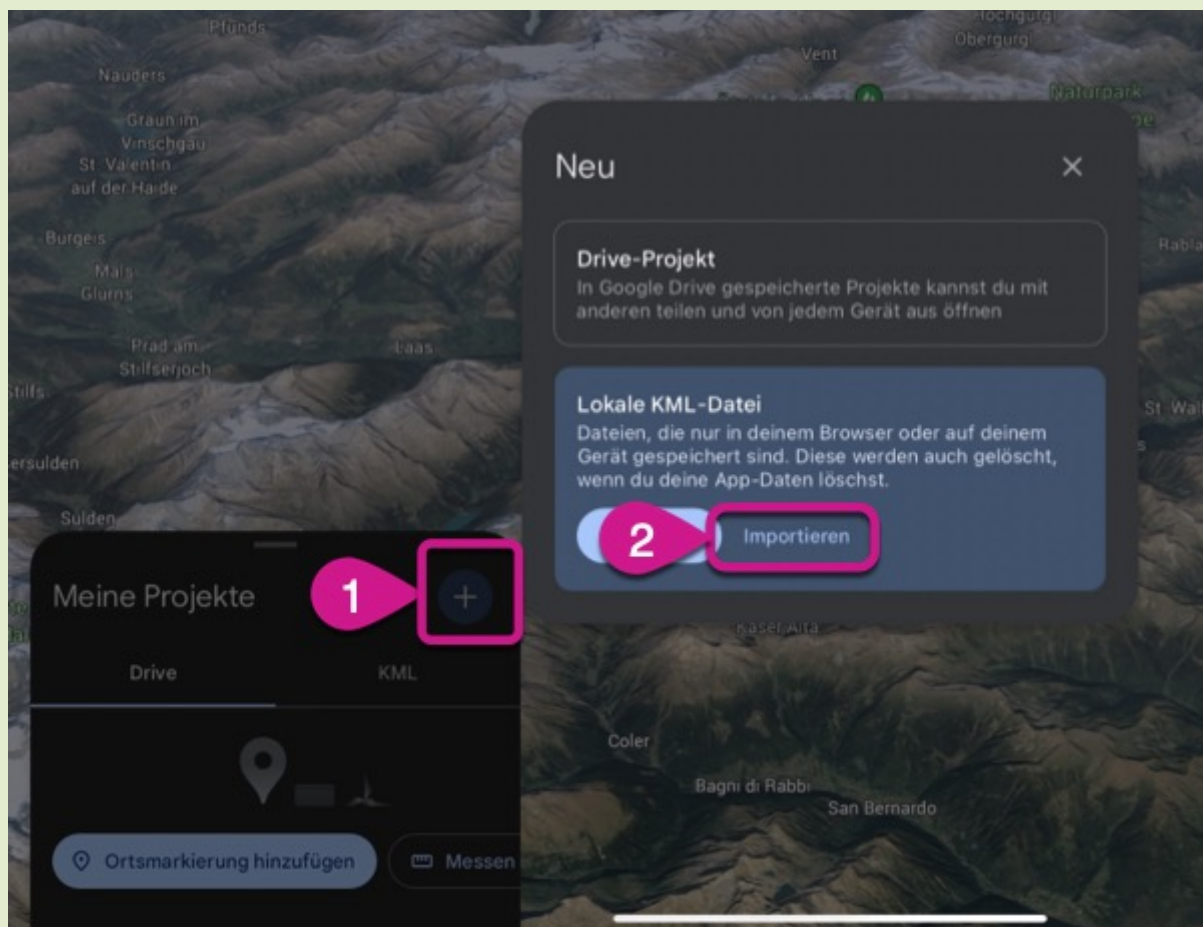 Pfunds
Hochgurgl
Obergurgl
Vent
Nauders
Naturpark
Graun im
Vinschgau
St. Valentin
auf der Haide
Neu
Burgeis
Rabla
Mals
Glurns
Drive-Projekt
In Google Drive gespeicherte Projekte kannst du mit
anderen teilen und von jedem Gerät aus öffnen
Prad am
Stilfserjoch
Laas
Stilfs
Lokale KML-Datei
Dateien, die nur in deinem Browser oder auf deinem
Gerät gespeichert sind. Diese werden auch gelöscht,
wenn du deine App-Daten löschst.
St. Wa
ersulden
Sulden
2
Importieren
Meine Projekte
1
+
Kaser Alta
Drive
KML
Coler
Bagni di Rabbi
San Bernardo
Ortsmarkierung hinzufügen
Messen